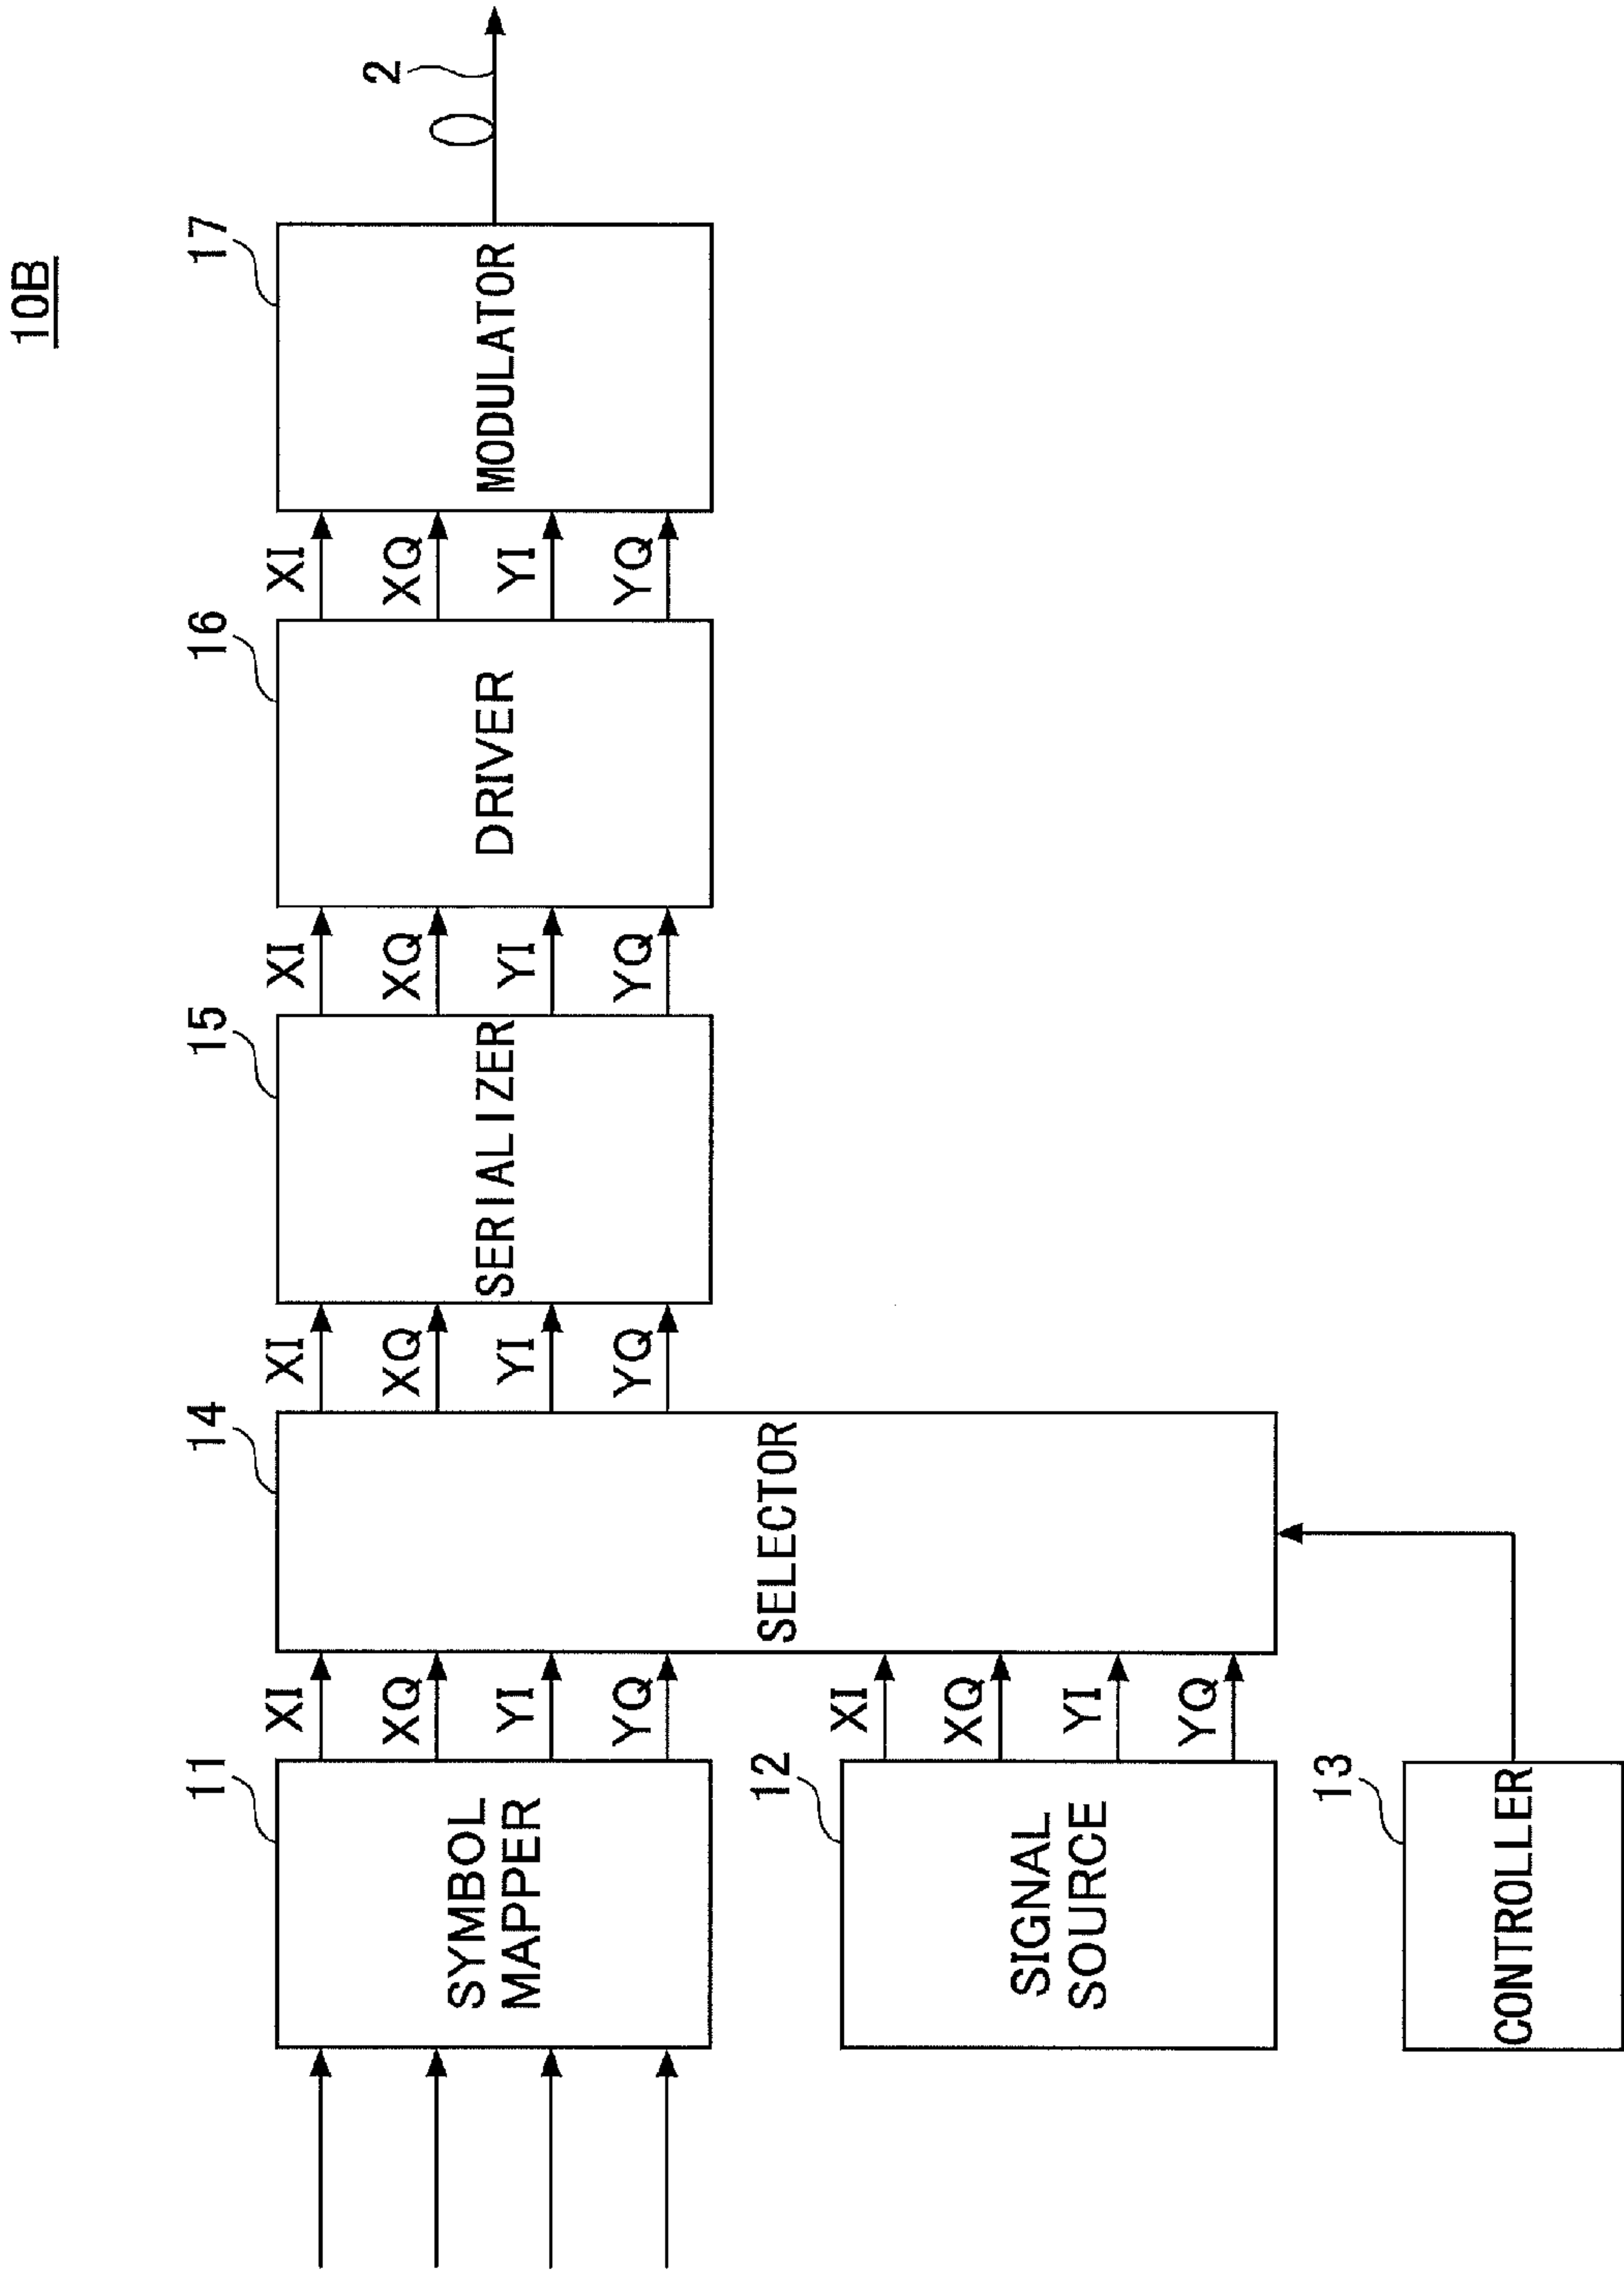 10B
11
SYMBOL
MAPPER
XI
XQ
YI
YQ
12
SIGNAL
SOURCE
XI
XQ
YI
YQ
13
CONTROLLER
14
SELECTOR
XI
XQ
YI
YQ
15
SERIALIZER
XI
XQ
YI
YQ
16
DRIVER
XI
XQ
YI
YQ
17
MODULATOR
2